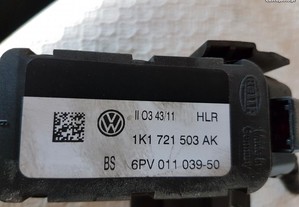 II 03 43/11 HLR
1K1 721 503 AK
BS 6PV 011 039-50